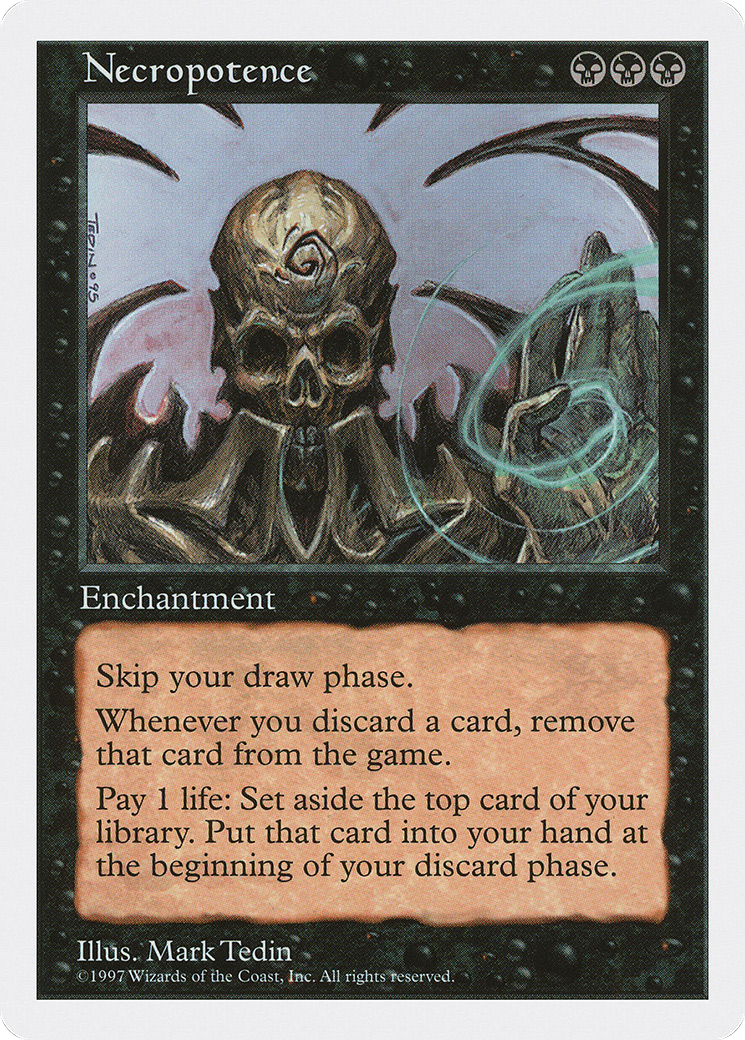 Necropotence
TEDIN 95
Enchantment
Skip your draw phase.
Whenever you discard a card, remove
that card from the game.
Pay 1 life: Set aside the top card of your
library. Put that card into your hand at
the beginning of your discard phase.
Illus. Mark Tedin
©1997 Wizards of the Coast, Inc. All rights reserved.